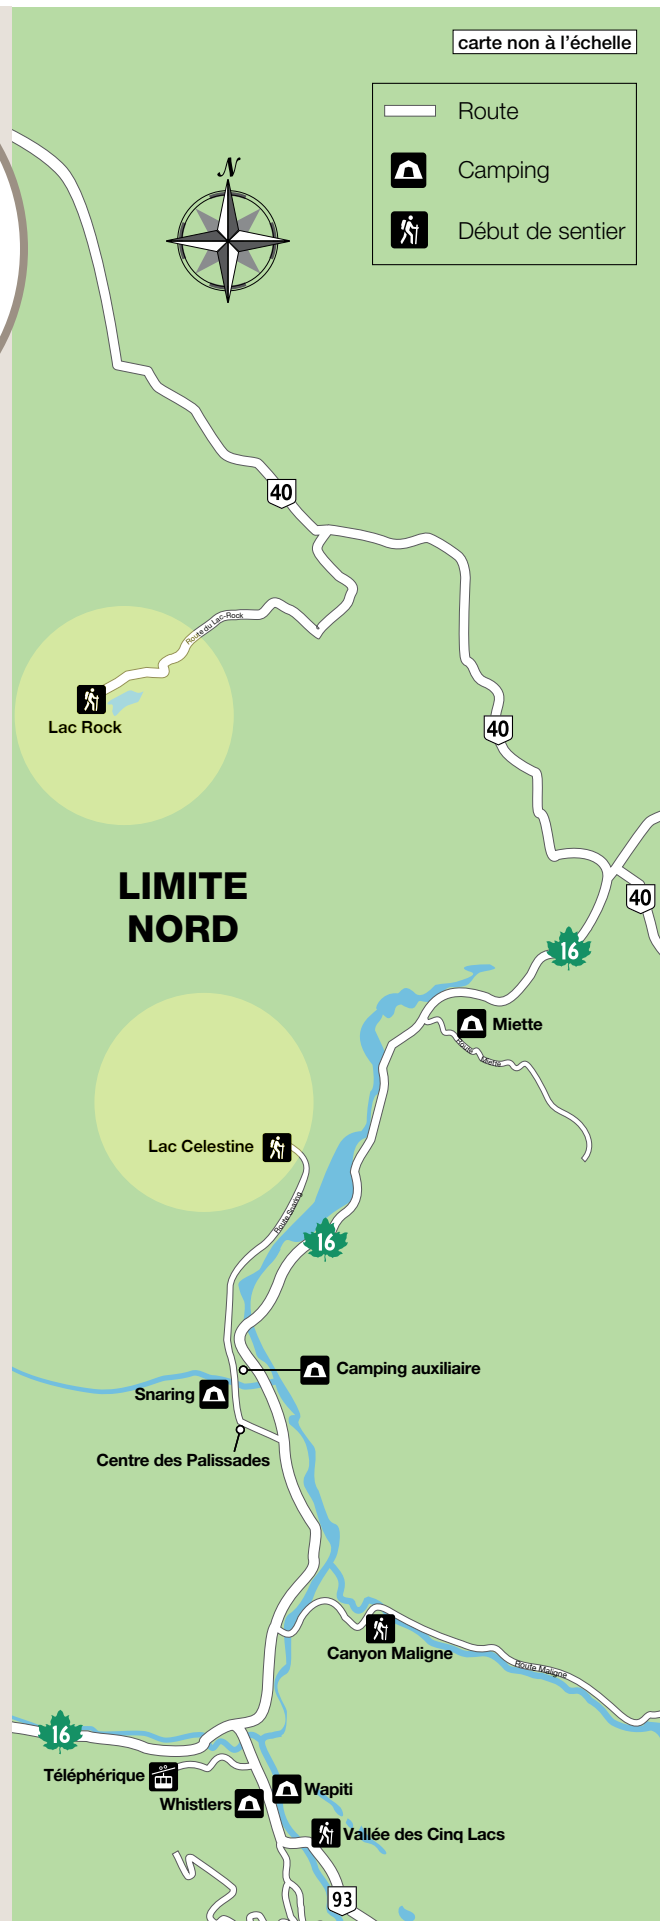 carte non à l'échelle
Route
Camping
Début de sentier
N
40
Route du Lac-Rock
Lac Rock
40
LIMITE
NORD
40
16
Miette
Route Miette
Lac Celestine
Route Snaring
16
Camping auxiliaire
Snaring
Centre des Palissades
Canyon Maligne
Route Maligne
16
Téléphérique
Wapiti
Whistlers
Vallée des Cinq Lacs
93